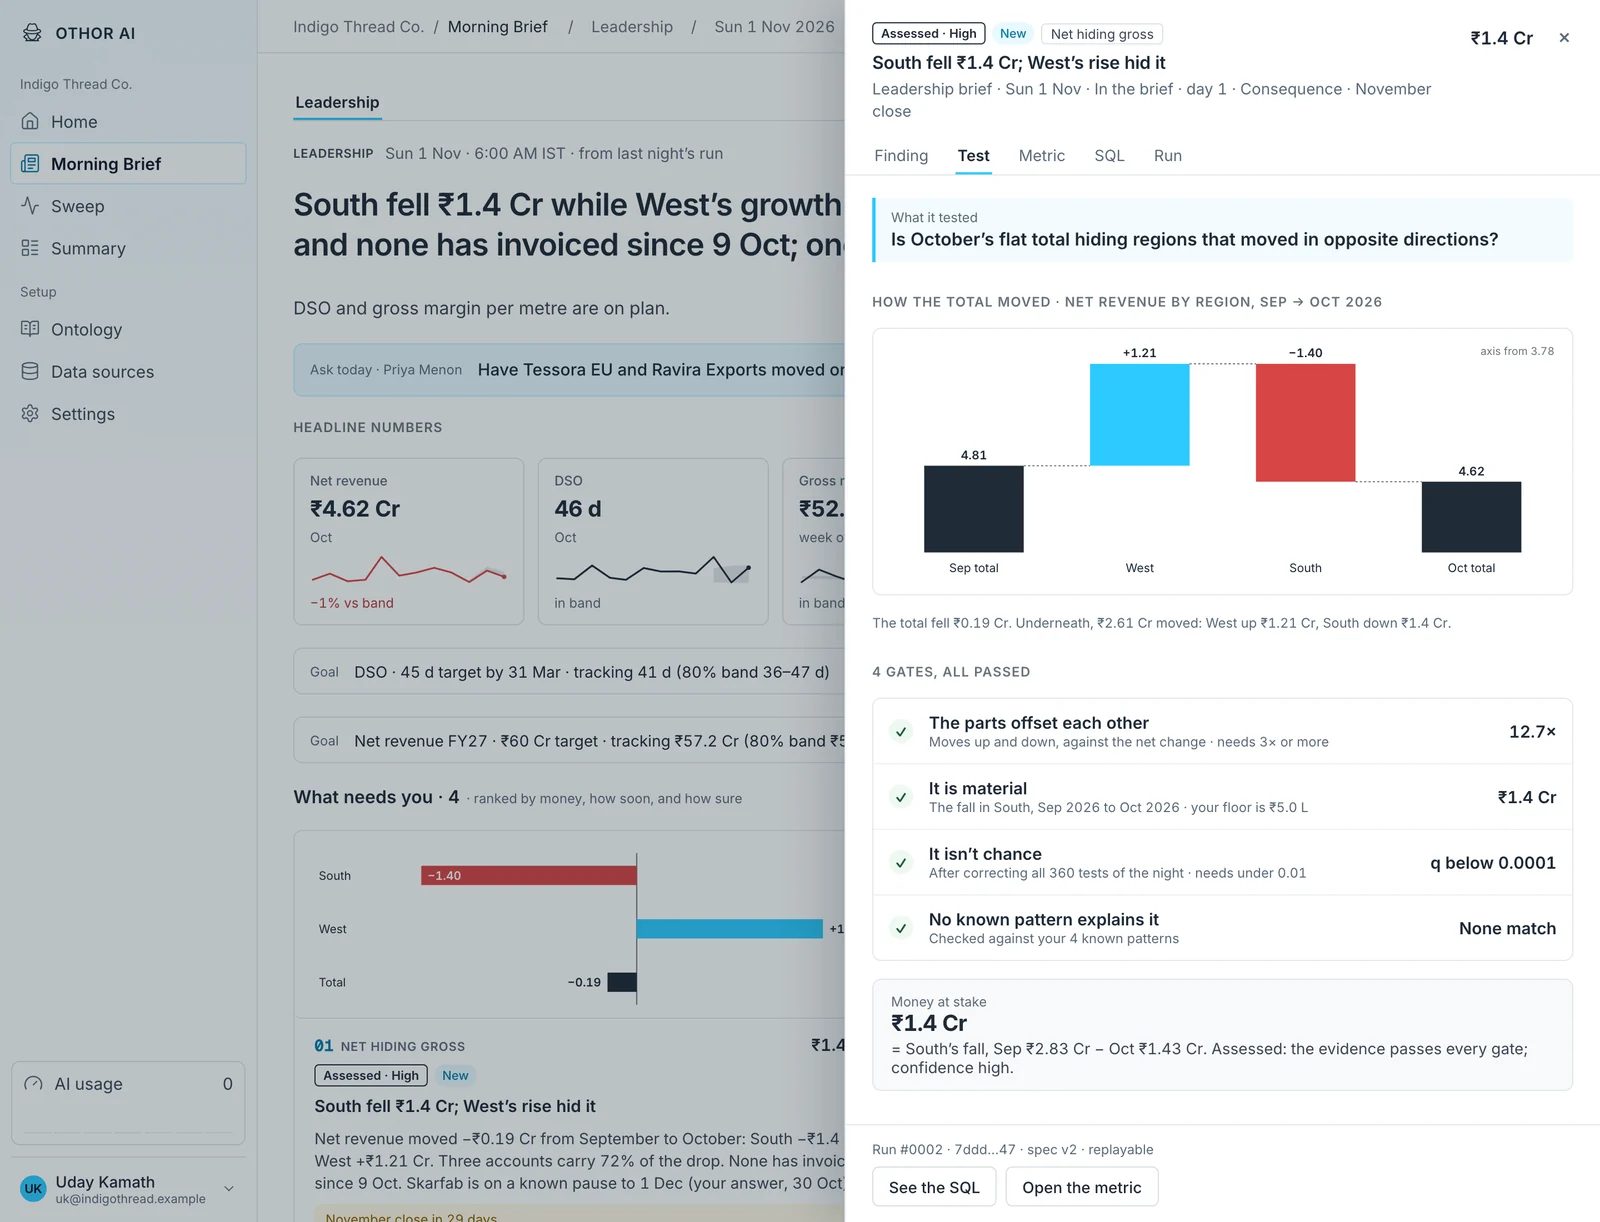 OTHOR AI
Indigo Thread Co.
Home
Morning Brief
Sweep
Summary
Setup
Ontology
Data sources
Settings
AI usage 0
UK
Uday Kamath
uk@indigothread.example
Indigo Thread Co. / Morning Brief / Leadership / Sun 1 Nov 2026
Leadership
LEADERSHIP Sun 1 Nov · 6:00 AM IST · from last night's run
South fell ₹1.4 Cr while West's growth
and none has invoiced since 9 Oct;
DSO and gross margin per metre are on plan.
Ask today · Priya Menon Have Tessora EU and Ravira Exports moved
HEADLINE NUMBERS
Net revenue
₹4.62 Cr
Oct
−1% vs band
DSO
46 d
Oct
in band
Gross
₹52.
week
in band
Goal DSO · 45 d target by 31 Mar · tracking 41 d (80% band 36–47 d)
Goal Net revenue FY27 · ₹60 Cr target · tracking ₹57.2 Cr (80% band
What needs you · 4 · ranked by money, how soon, and how sure
South −1.40
West +1
Total −0.19
01 NET HIDING GROSS ₹1.4
Assessed · High New
South fell ₹1.4 Cr; West's rise hid it
Net revenue moved −₹0.19 Cr from September to October: South −₹1.4
West +₹1.21 Cr. Three accounts carry 72% of the drop. None has
since 9 Oct. Skarfab is on a known pause to 1 Dec (your answer, 30 Oct)
November close in 29 days
Assessed · High New Net hiding gross
₹1.4 Cr ×
South fell ₹1.4 Cr; West's rise hid it
Leadership brief · Sun 1 Nov · In the brief · day 1 · Consequence · November
close
Finding Test Metric SQL Run
What it tested
Is October's flat total hiding regions that moved in opposite directions?
HOW THE TOTAL MOVED · NET REVENUE BY REGION, SEP → OCT 2026
axis from 3.78
+1.21 −1.40
4.81 4.62
Sep total West South Oct total
The total fell ₹0.19 Cr. Underneath, ₹2.61 Cr moved: West up ₹1.21 Cr, South down ₹1.4 Cr.
4 GATES, ALL PASSED
The parts offset each other 12.7×
Moves up and down, against the net change · needs 3× or more
It is material ₹1.4 Cr
The fall in South, Sep 2026 to Oct 2026 · your floor is ₹5.0 L
It isn't chance q below 0.0001
After correcting all 360 tests of the night · needs under 0.01
No known pattern explains it None match
Checked against your 4 known patterns
Money at stake
₹1.4 Cr
= South's fall, Sep ₹2.83 Cr − Oct ₹1.43 Cr. Assessed: the evidence passes every gate;
confidence high.
Run #0002 · 7ddd…47 · spec v2 · replayable
See the SQL Open the metric